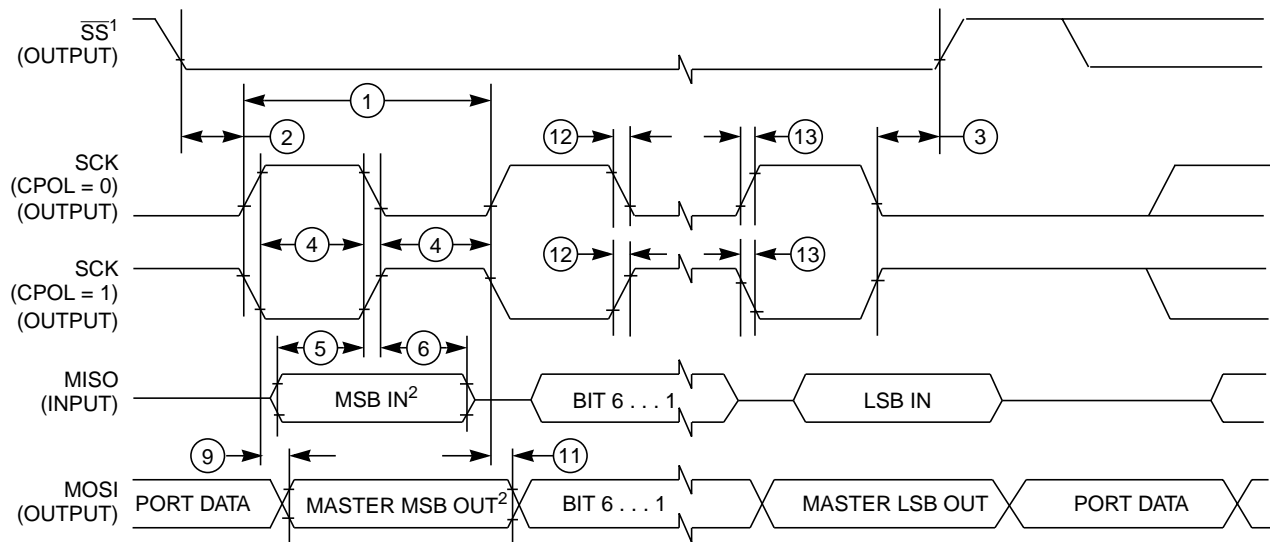 SS¹
(OUTPUT)
1
2
12
13
3
SCK
(CPOL = 0)
(OUTPUT)
4
4
12
13
SCK
(CPOL = 1)
(OUTPUT)
5
6
MISO
(INPUT)
MSB IN²
BIT 6 . . . 1
LSB IN
9
11
MOSI
(OUTPUT)
PORT DATA
MASTER MSB OUT²
BIT 6 . . . 1
MASTER LSB OUT
PORT DATA